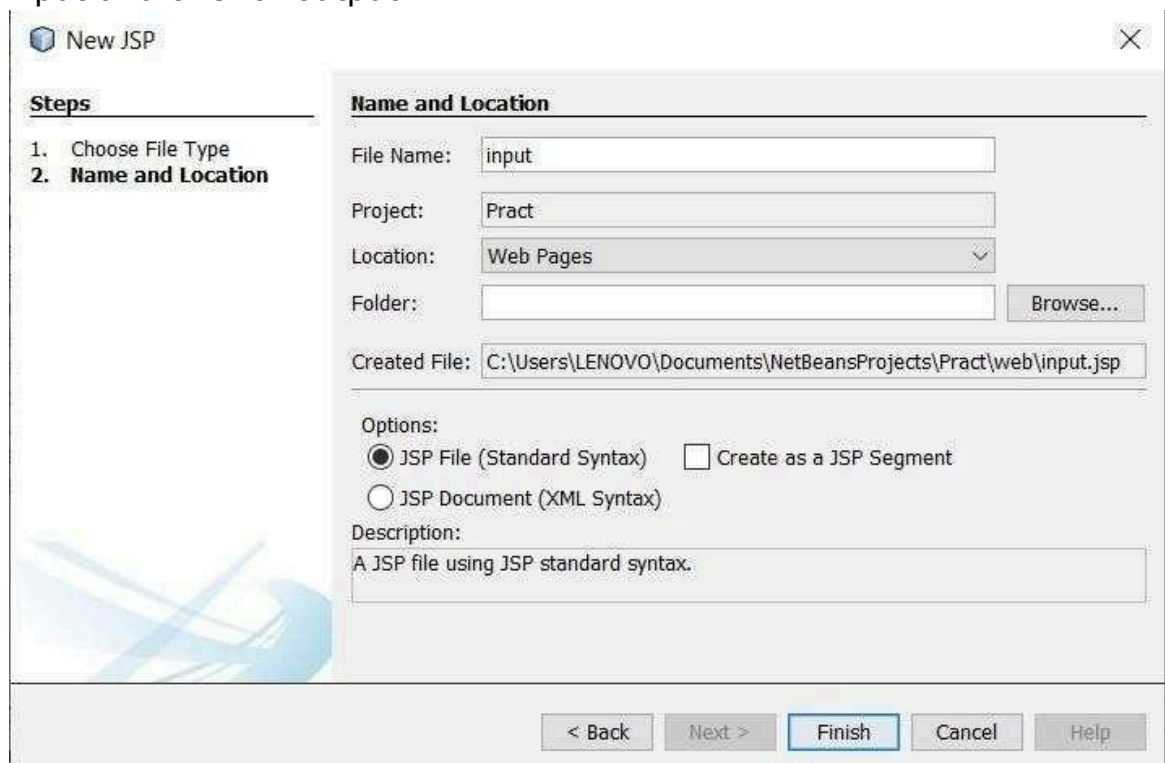 New JSP
Steps
1. Choose File Type
2. Name and Location
Name and Location
File Name: input
Project: Pract
Location: Web Pages
Folder: Browse...
Created File: C:\Users\LENOVO\Documents\NetBeansProjects\Pract\web\input.jsp
Options:
JSP File (Standard Syntax) Create as a JSP Segment
JSP Document (XML Syntax)
Description:
A JSP file using JSP standard syntax.
< Back Next > Finish Cancel Help